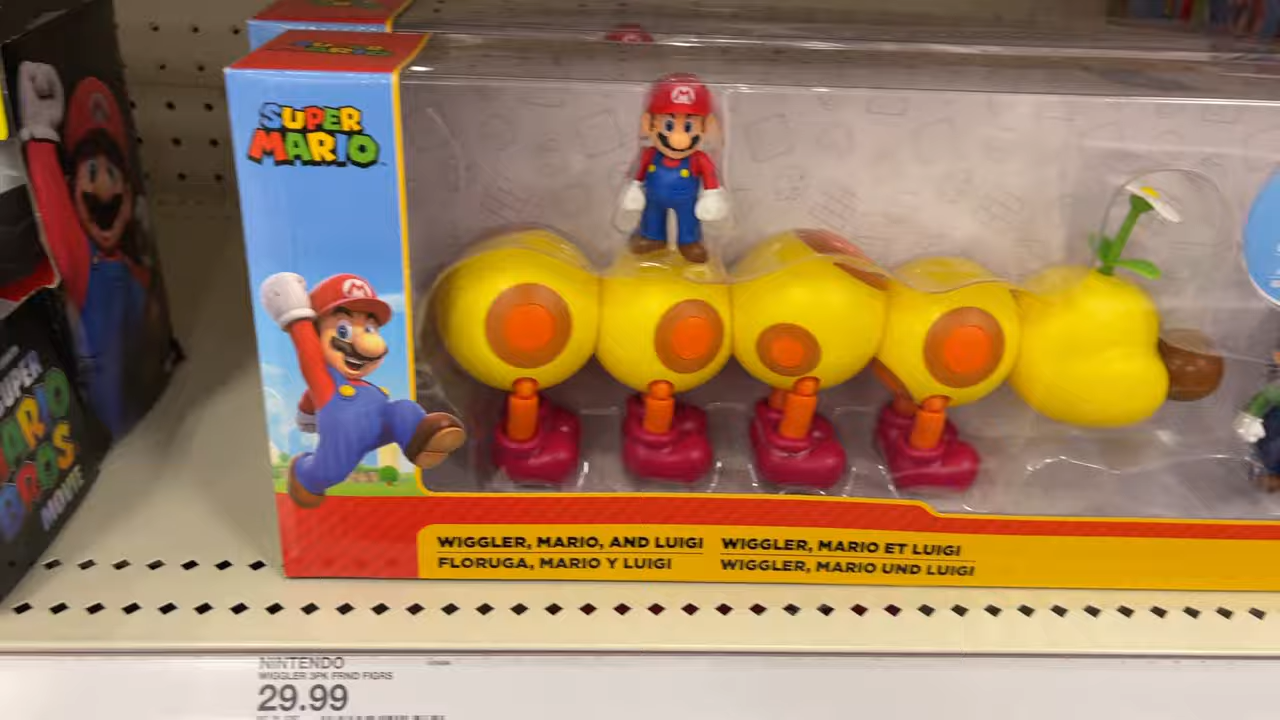 SUPER
MARIO
SUPER
MARIO
BROS
MOVIE
WIGGLER, MARIO, AND LUIGI
FLORUGA, MARIO Y LUIGI
WIGGLER, MARIO ET LUIGI
WIGGLER, MARIO UND LUIGI
NINTENDO
WIGGLER 3PK FRND FIGRS
29.99